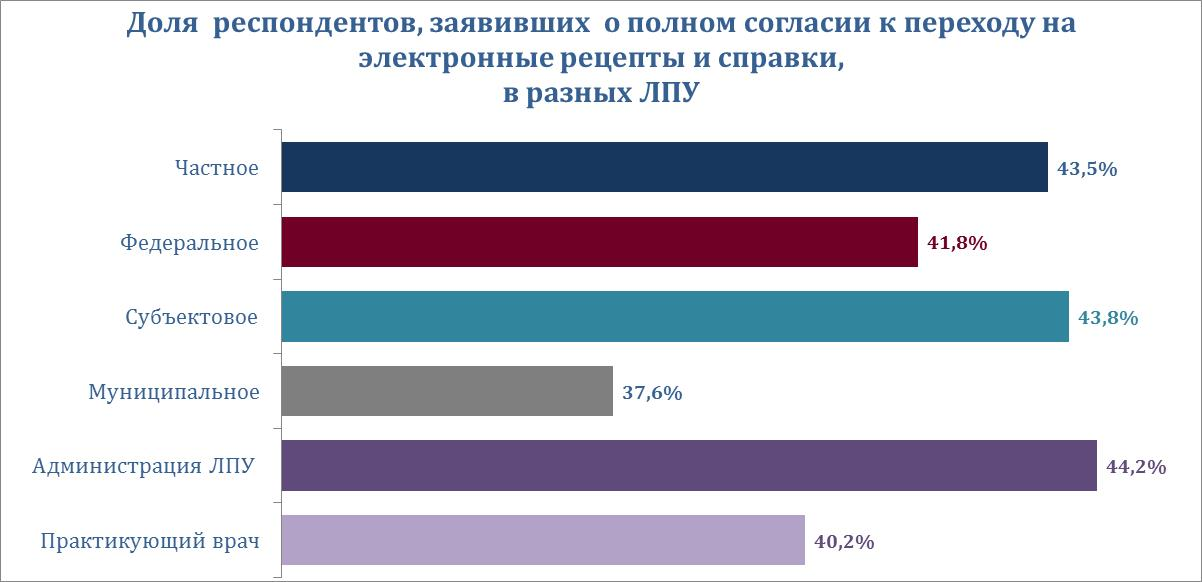 Доля респондентов, заявивших о полном согласии к переходу на
электронные рецепты и справки,
в разных ЛПУ
Частное 43,5%
Федеральное 41,8%
Субъектовое 43,8%
Муниципальное 37,6%
Администрация ЛПУ 44,2%
Практикующий врач 40,2%